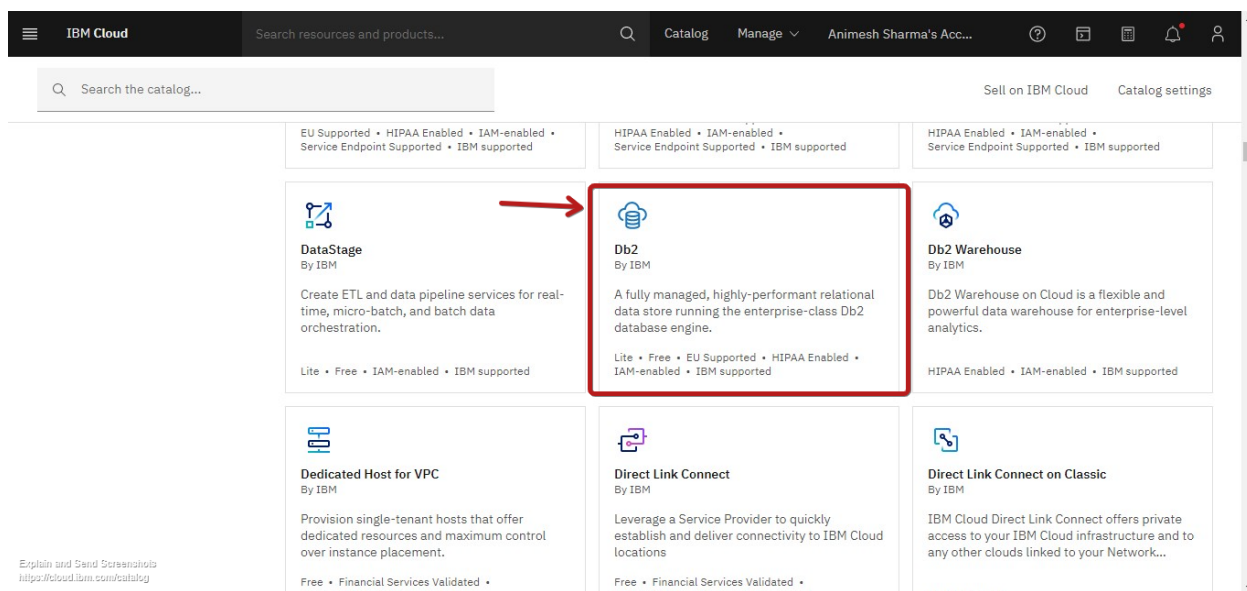 IBM Cloud
Search resources and products...
Catalog
Manage
Animesh Sharma's Acc...
Search the catalog...
Sell on IBM Cloud
Catalog settings
EU Supported • HIPAA Enabled • IAM-enabled •
Service Endpoint Supported • IBM supported
HIPAA Enabled • IAM-enabled •
Service Endpoint Supported • IBM supported
HIPAA Enabled • IAM-enabled •
Service Endpoint Supported • IBM supported
DataStage
By IBM
Create ETL and data pipeline services for real-
time, micro-batch, and batch data
orchestration.
Lite • Free • IAM-enabled • IBM supported
Db2
By IBM
A fully managed, highly-performant relational
data store running the enterprise-class Db2
database engine.
Lite • Free • EU Supported • HIPAA Enabled •
IAM-enabled • IBM supported
Db2 Warehouse
By IBM
Db2 Warehouse on Cloud is a flexible and
powerful data warehouse for enterprise-level
analytics.
HIPAA Enabled • IAM-enabled • IBM supported
Dedicated Host for VPC
By IBM
Provision single-tenant hosts that offer
dedicated resources and maximum control
over instance placement.
Free • Financial Services Validated •
Direct Link Connect
By IBM
Leverage a Service Provider to quickly
establish and deliver connectivity to IBM Cloud
locations
Free • Financial Services Validated •
Direct Link Connect on Classic
By IBM
IBM Cloud Direct Link Connect offers private
access to your IBM Cloud infrastructure and to
any other clouds linked to your Network...
Explain and Send Screenshots
https://cloud.ibm.com/catalog